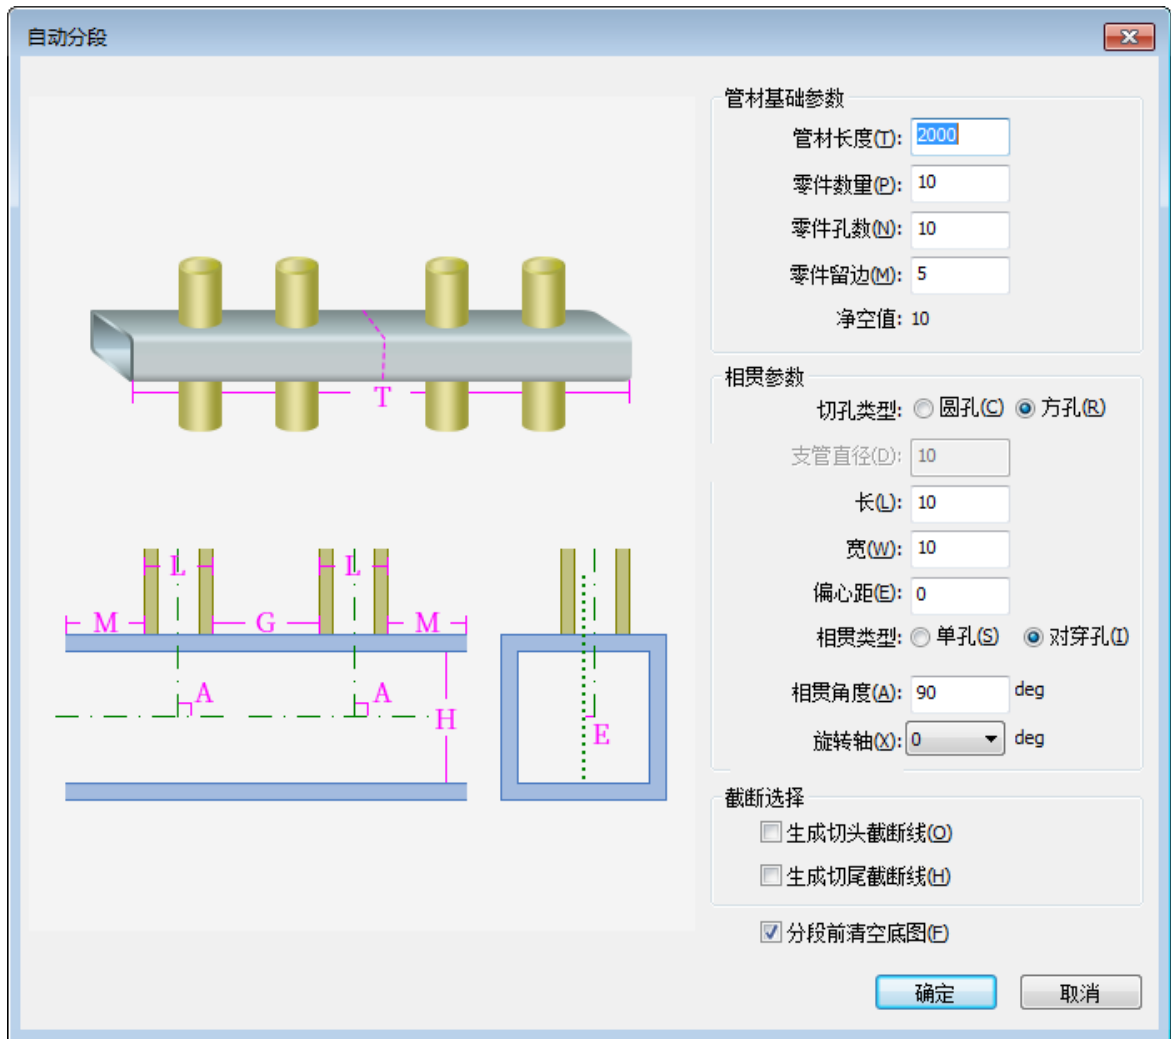 自动分段
管材基础参数
管材长度(T): 2000
零件数量(P): 10
零件孔数(N): 10
零件留边(M): 5
净空值: 10
T
相贯参数
切孔类型: 圆孔(C) 方孔(R)
支管直径(D): 10
长(L): 10
宽(W): 10
偏心距(E): 0
相贯类型: 单孔(S) 对穿孔(I)
相贯角度(A): 90 deg
旋转轴(X): 0 deg
L L
M G M
A A
H
E
截断选择
生成切头截断线(O)
生成切尾截断线(H)
分段前清空底图(F)
确定 取消